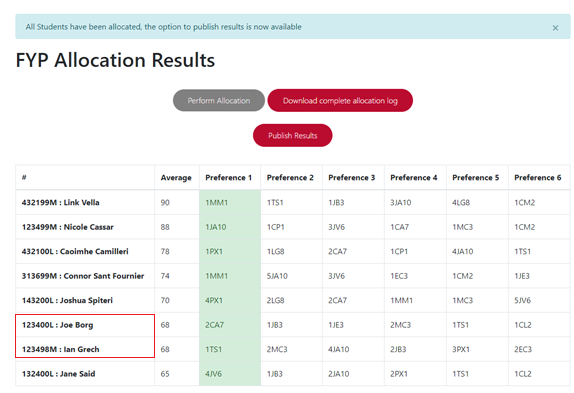 All Students have been allocated, the option to publish results is now available ×
FYP Allocation Results
Perform Allocation Download complete allocation log
Publish Results
# Average Preference 1 Preference 2 Preference 3 Preference 4 Preference 5 Preference 6
432199M : Link Vella 90 1MM1 1TS1 1JB3 3JA10 4LG8 1CM2
123499M : Nicole Cassar 88 1JA10 1CP1 3JV6 1CA7 1MC3 1CM2
432100L : Caoimhe Camilleri 78 1PX1 1LG8 2CA7 1CP1 4JA10 1TS1
313699M : Connor Sant Fournier 74 1MM1 5JA10 3JV6 1EC3 1CM2 1JE3
143200L : Joshua Spiteri 70 4PX1 2LG8 2CA7 1MM1 1MC3 5JV6
123400L : Joe Borg 68 2CA7 1JB3 1JE3 2MC3 1TS1 1CL2
123498M : Ian Grech 68 1TS1 2MC3 4JA10 2JB3 3PX1 2EC3
132400L : Jane Said 65 4JV6 1JB3 2JA10 2PX1 1TS1 1CL2